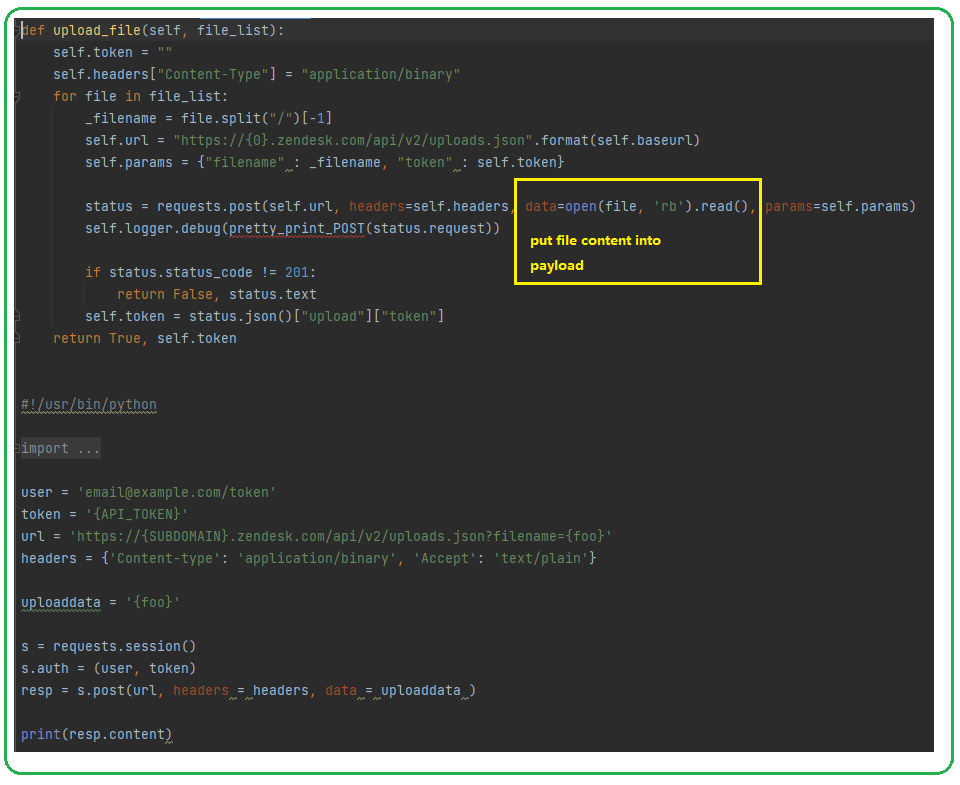 def upload_file(self, file_list):
self.token = ""
self.headers["Content-Type"] = "application/binary"
for file in file_list:
_filename = file.split("/")[-1]
self.url = "https://{0}.zendesk.com/api/v2/uploads.json".format(self.baseurl)
self.params = {"filename" : _filename, "token" : self.token}
status = requests.post(self.url, headers=self.headers, data=open(file, 'rb').read(), params=self.params)
self.logger.debug(pretty_print_POST(status.request))
put file content into
payload
if status.status_code != 201:
return False, status.text
self.token = status.json()["upload"]["token"]
return True, self.token
#!/usr/bin/python
import ...
user = 'email@example.com/token'
token = '{API_TOKEN}'
url = 'https://{SUBDOMAIN}.zendesk.com/api/v2/uploads.json?filename={foo}'
headers = {'Content-type': 'application/binary', 'Accept': 'text/plain'}
uploaddata = '{foo}'
s = requests.session()
s.auth = (user, token)
resp = s.post(url, headers = headers, data = uploaddata )
print(resp.content)